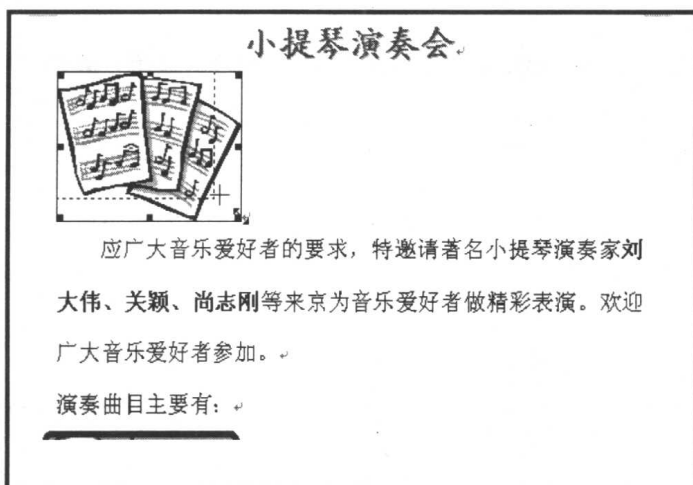 小提琴演奏会
应广大音乐爱好者的要求，特邀请著名小提琴演奏家刘
大伟、关颖、尚志刚等来京为音乐爱好者做精彩表演。欢迎
广大音乐爱好者参加。
演奏曲目主要有：